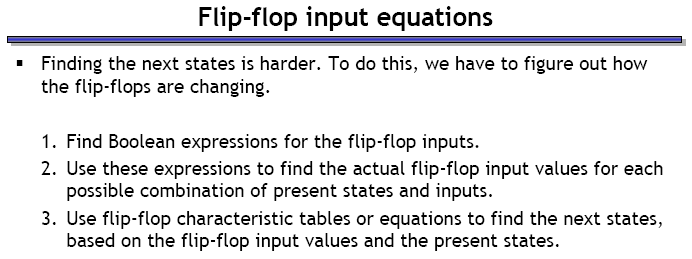 Flip-flop input equations
▪ Finding the next states is harder. To do this, we have to figure out how
the flip-flops are changing.
1. Find Boolean expressions for the flip-flop inputs.
2. Use these expressions to find the actual flip-flop input values for each
possible combination of present states and inputs.
3. Use flip-flop characteristic tables or equations to find the next states,
based on the flip-flop input values and the present states.